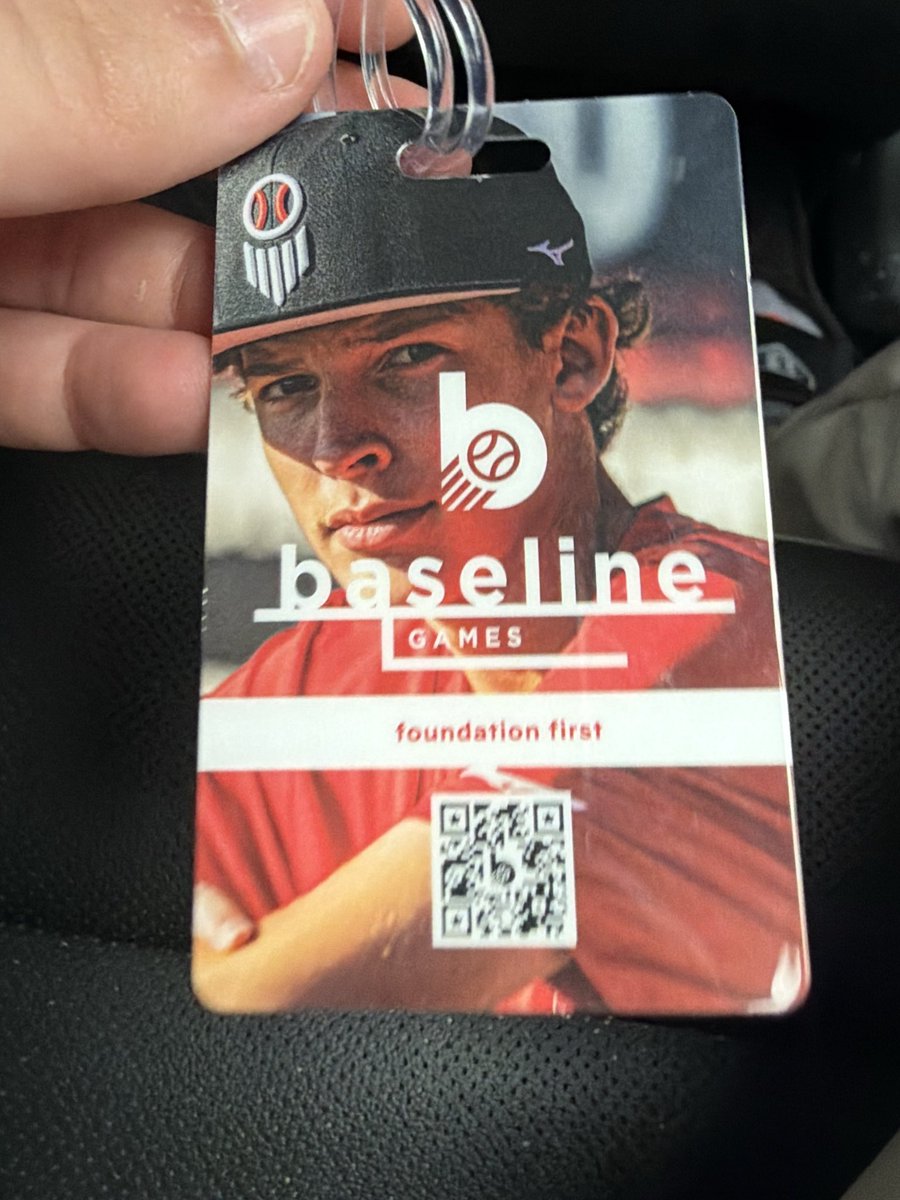 b
baseline
GAMES
foundation first